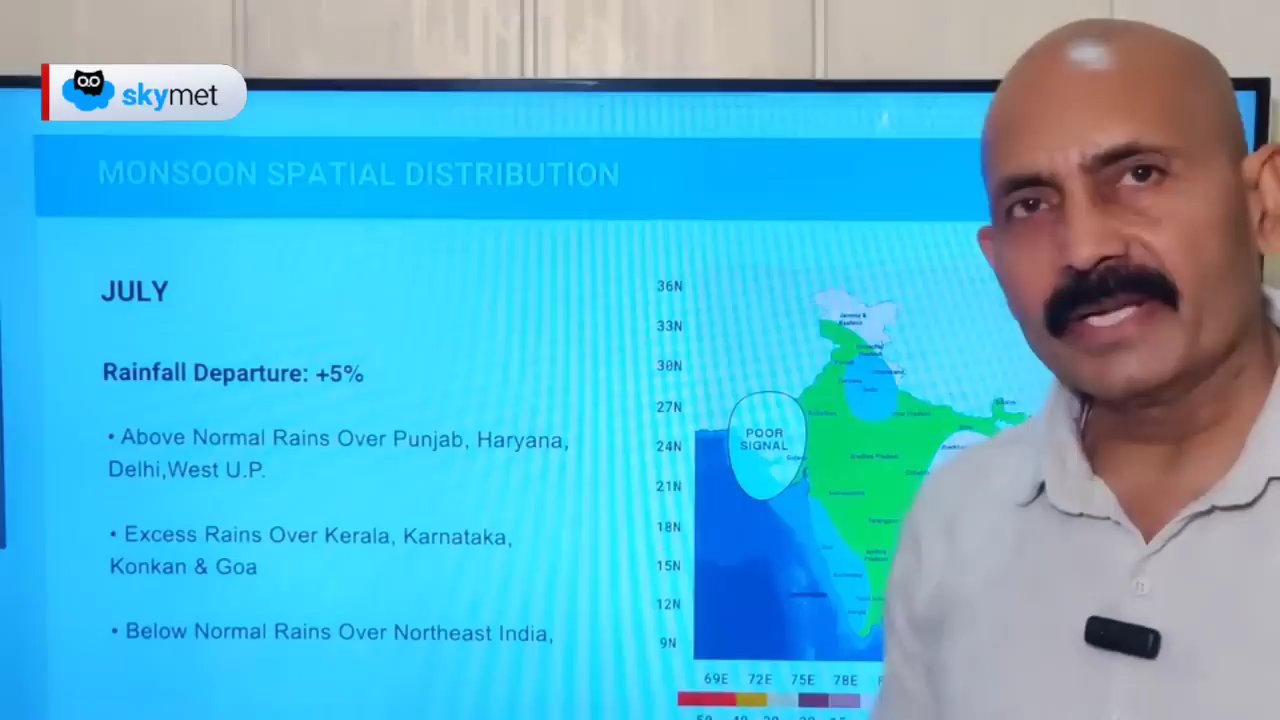 skymet
MONSOON SPATIAL DISTRIBUTION
JULY
Rainfall Departure: +5%
• Above Normal Rains Over Punjab, Haryana,
Delhi,West U.P.
• Excess Rains Over Kerala, Karnataka,
Konkan & Goa
• Below Normal Rains Over Northeast India,
36N
33N
30N
27N
24N
21N
18N
15N
12N
9N
Jammu &
Kashmir
POOR
SIGNAL
69E 72E 75E 78E